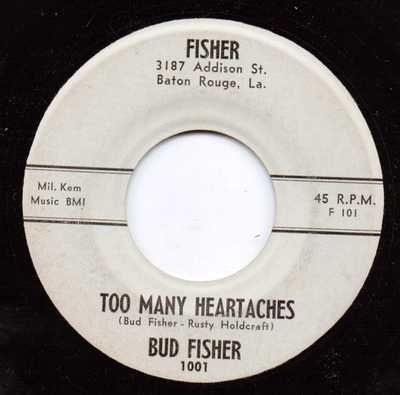 FISHER
3187 Addison St.
Baton Rouge, La.
Mil. Kem
Music BMI
45 R.P.M.
F 101
TOO MANY HEARTACHES
(Bud Fisher - Rusty Holdcraft)
BUD FISHER
1001